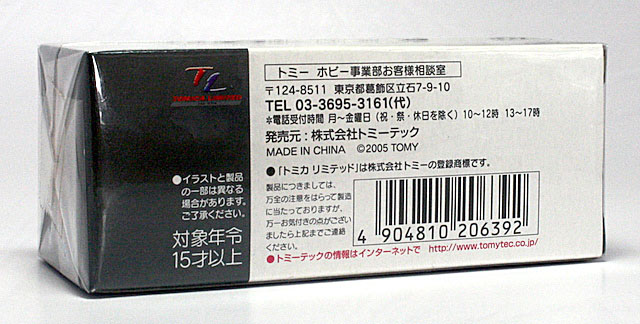 TL
TOMICA LIMITED
●イラストと製品
の一部は異なる
場合があります。
ご了承ください。
対象年令
15才以上
トミー ホビー事業部お客様相談室
〒124-8511 東京都葛飾区立石7-9-10
TEL 03-3695-3161(代)
*電話受付時間 月〜金曜日(祝・祭・休日を除く) 10〜12時 13〜17時
発売元：株式会社トミーテック
MADE IN CHINA ©2005 TOMY
●「トミカ リミテッド」は株式会社トミーの登録商標です。
製品につきましては、
万全の注意をはらって製造
に当たっておりますが、
万一お気付きの点がござい
ましたら上記までご連絡
ください。
4 904810 206392
●トミーテックの情報はインターネットで http://www.tomytec.co.jp/